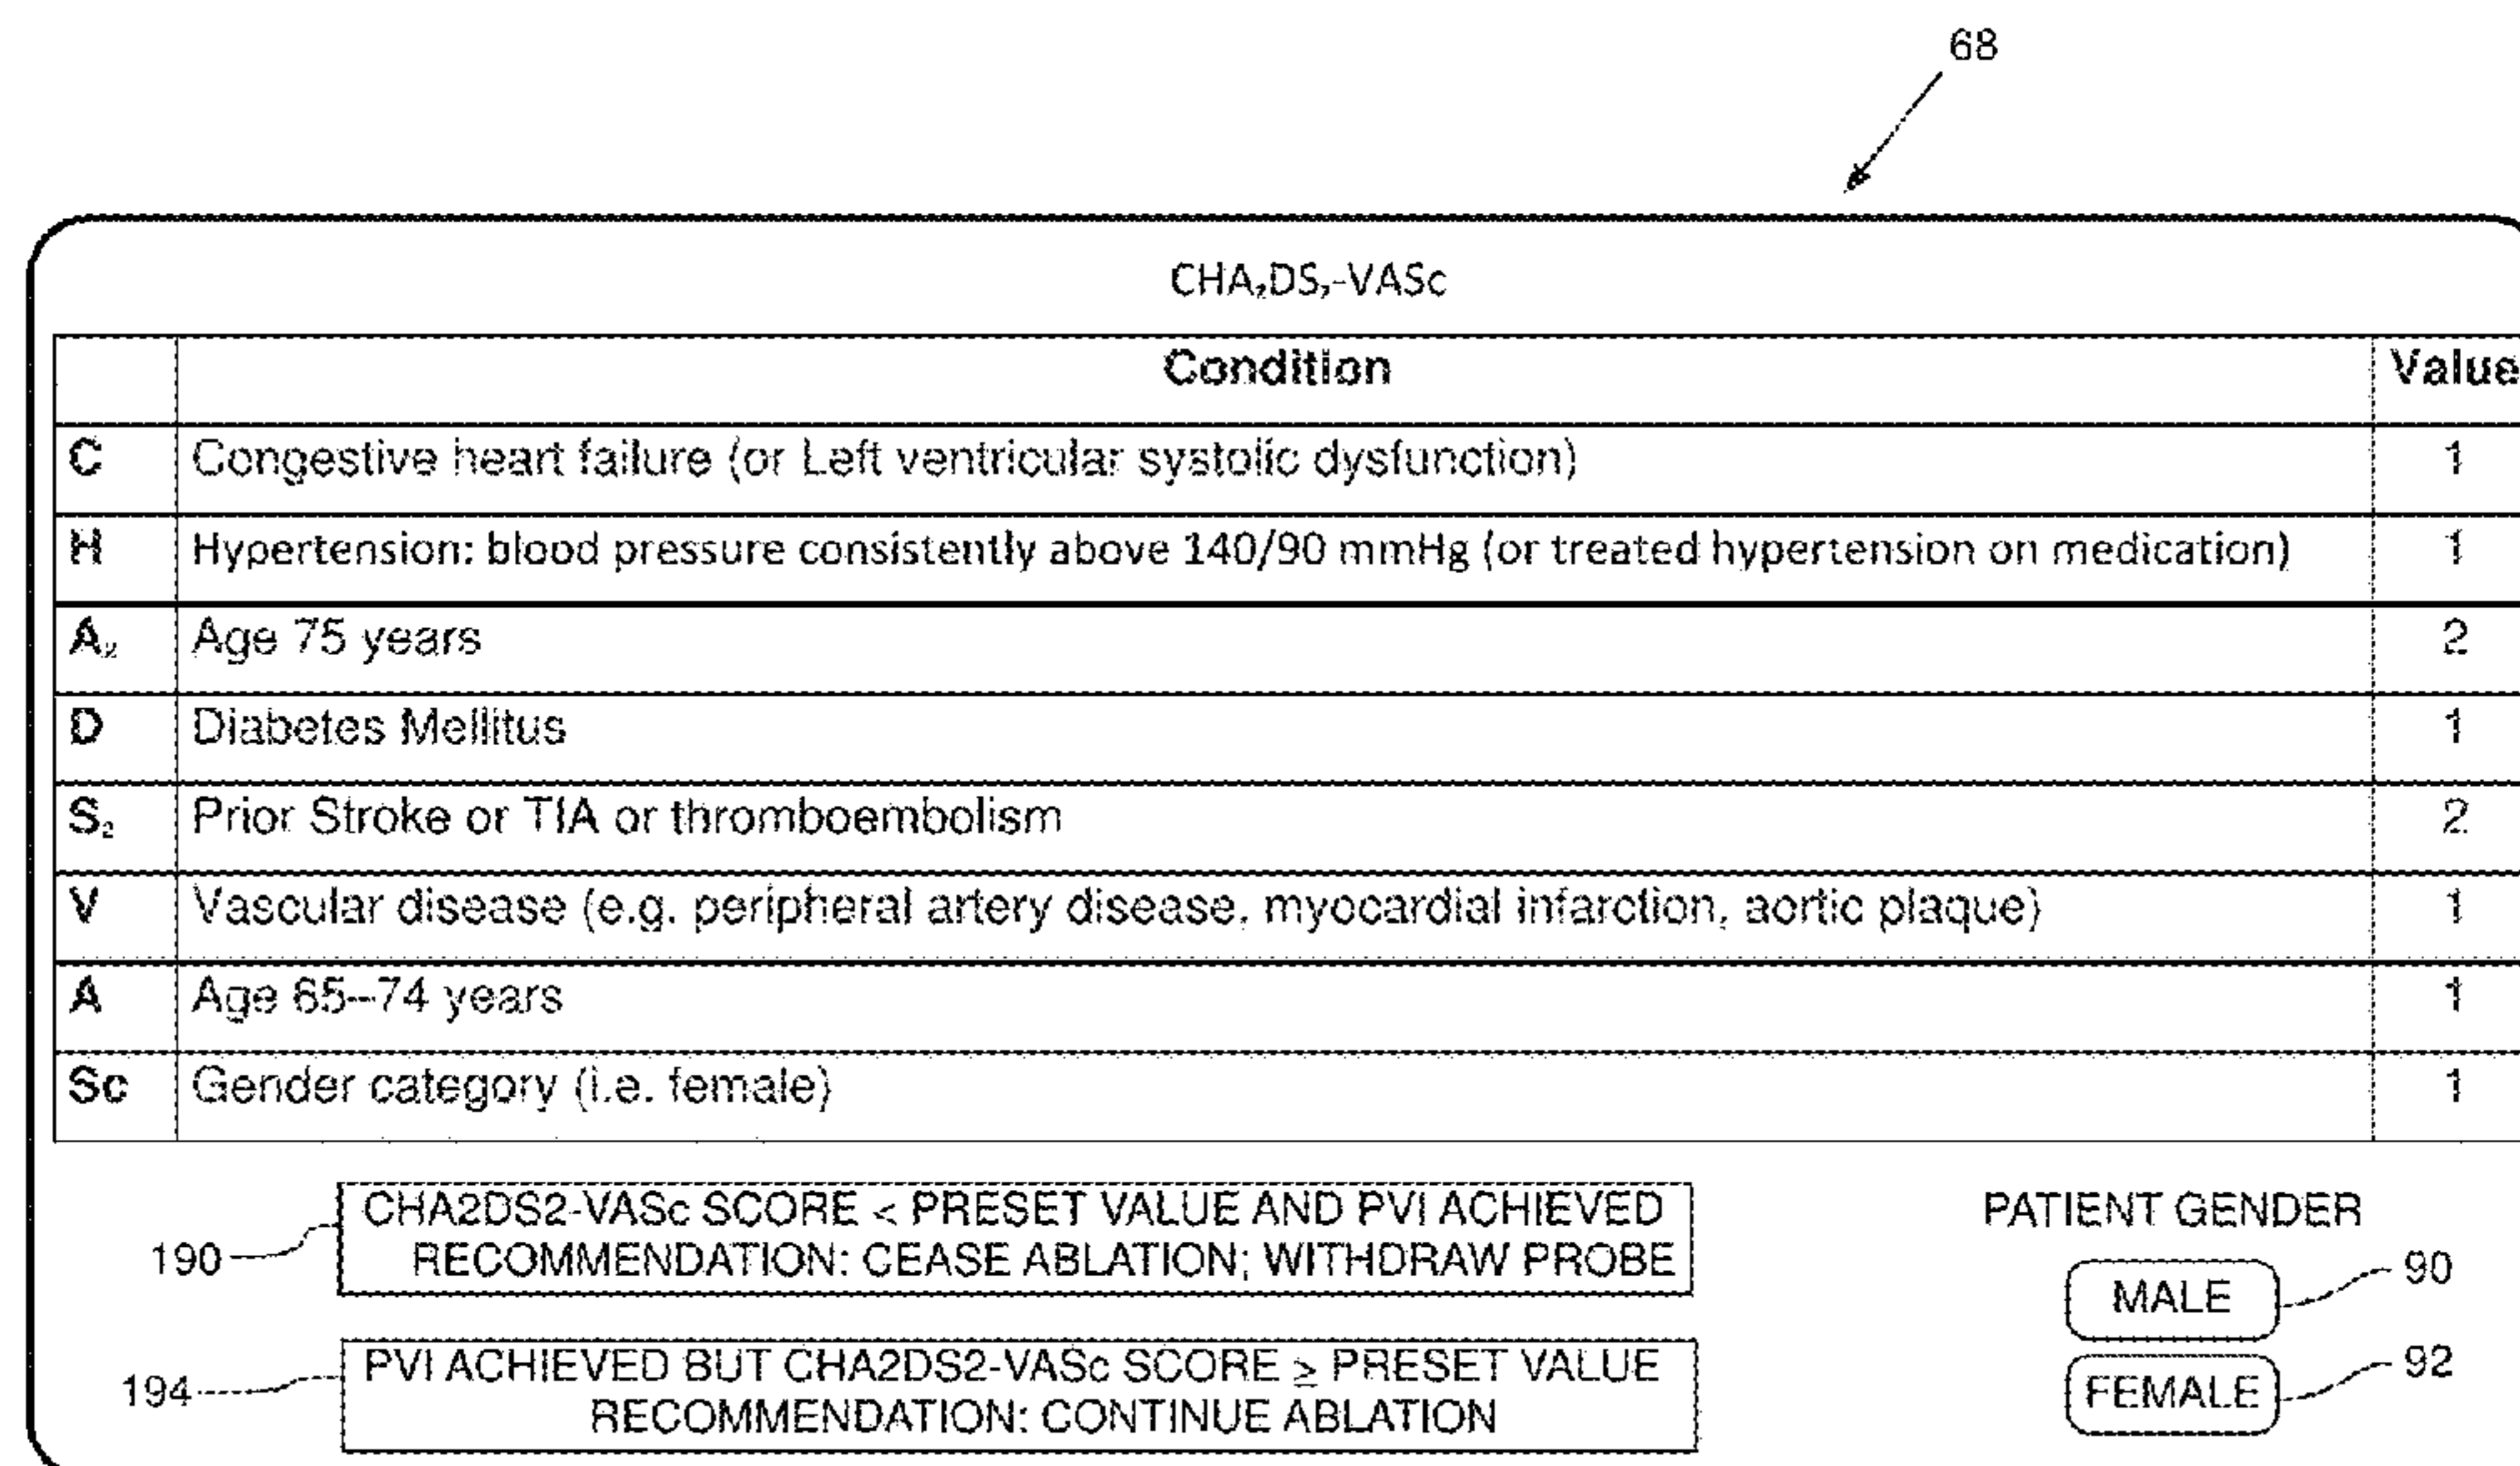 68
CHA₂DS₂-VASc
Condition Value
C Congestive heart failure (or Left ventricular systolic dysfunction) 1
H Hypertension: blood pressure consistently above 140/90 mmHg (or treated hypertension on medication) 1
A₂ Age 75 years 2
D Diabetes Mellitus 1
S₂ Prior Stroke or TIA or thromboembolism 2
V Vascular disease (e.g. peripheral artery disease, myocardial infarction, aortic plaque) 1
A Age 65–74 years 1
Sc Gender category (i.e. female) 1
CHA2DS2-VASc SCORE < PRESET VALUE AND PVI ACHIEVED
190 RECOMMENDATION: CEASE ABLATION; WITHDRAW PROBE
PATIENT GENDER
MALE 90
FEMALE 92
PVI ACHIEVED BUT CHA2DS2-VASc SCORE ≥ PRESET VALUE
194 RECOMMENDATION: CONTINUE ABLATION